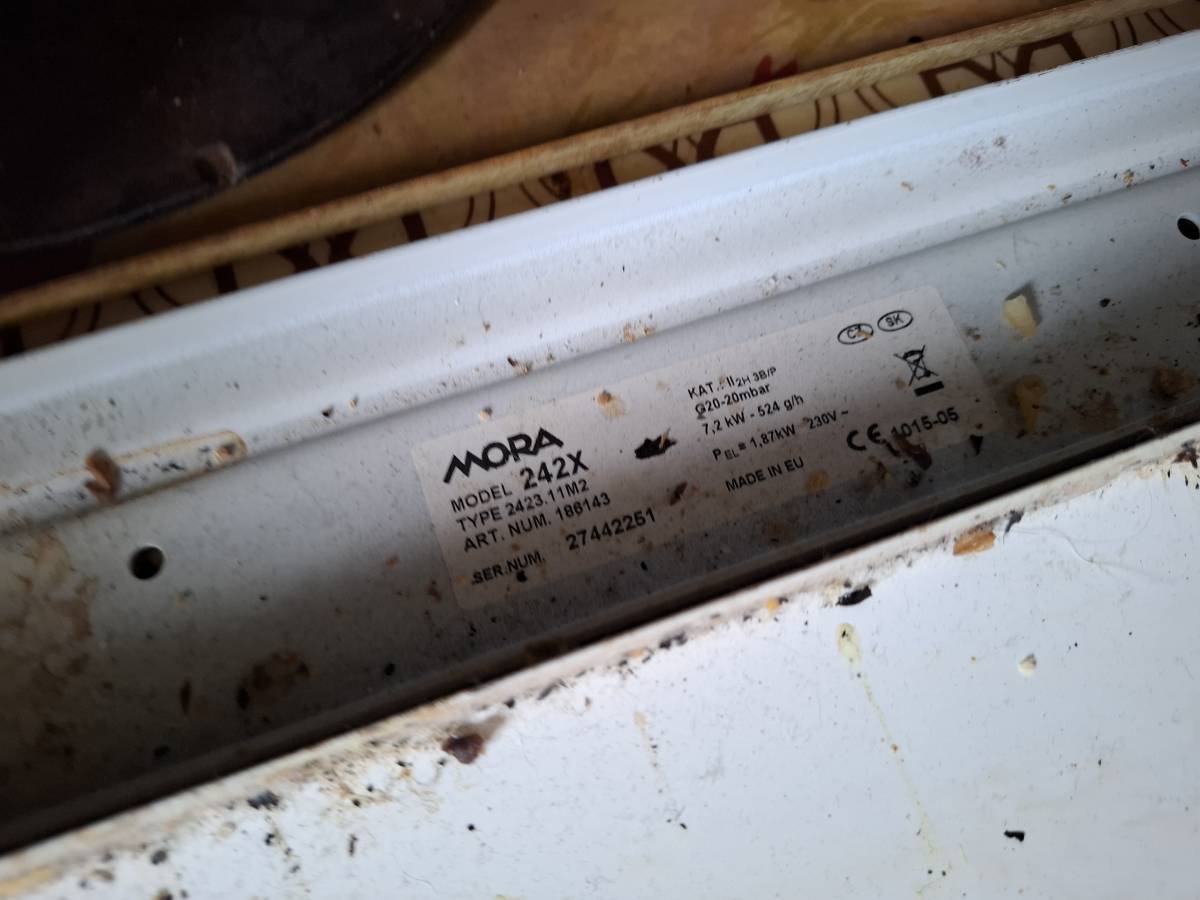 MORA
MODEL 242X
TYPE 2423.11M2
ART. NUM. 186143
SER.NUM. 27442251
KAT.: II2H 3B/P
G20-20mbar
7,2 kW - 524 g/h
PEL= 1,87kW 230V ~
MADE IN EU
CZ SK
CE 1015-05